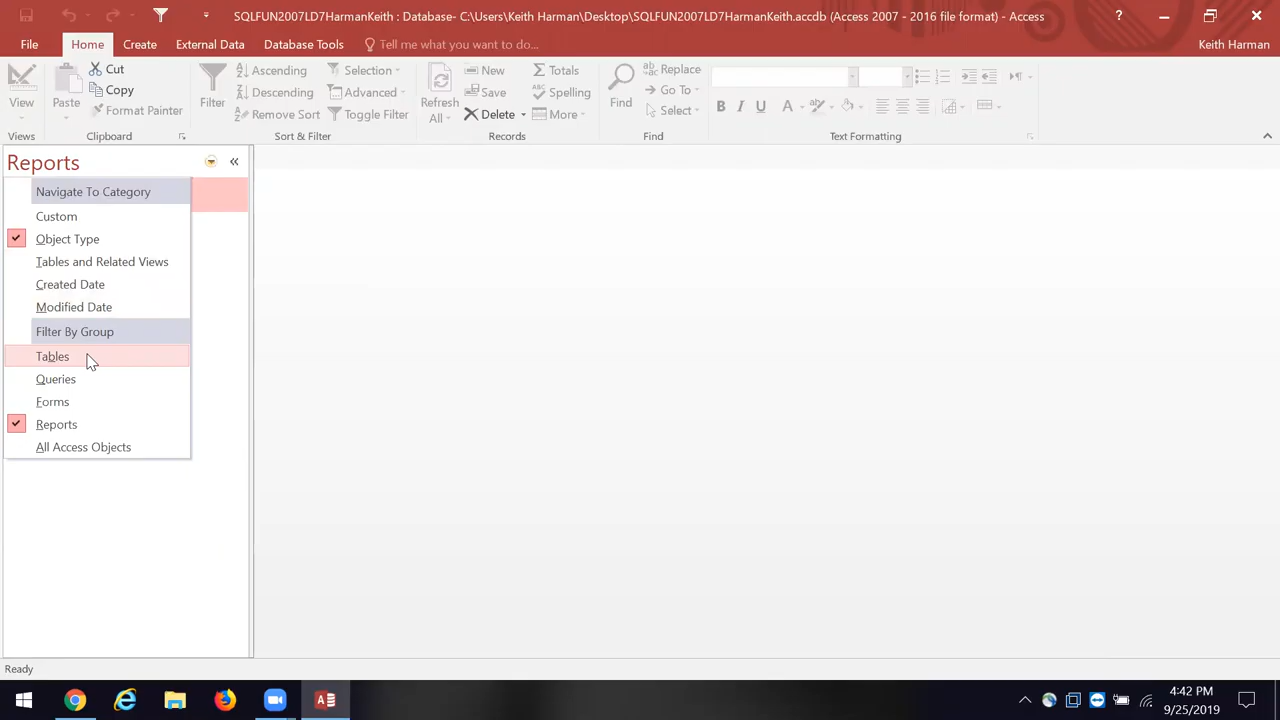 SQLFUN2007LD7HarmanKeith : Database- C:\Users\Keith Harman\Desktop\SQLFUN2007LD7HarmanKeith.accdb (Access 2007 - 2016 file format) - Access
?
File Home Create External Data Database Tools Tell me what you want to do... Keith Harman
View
Views
Paste
Cut
Copy
Format Painter
Clipboard
Filter
Ascending
Descending
Remove Sort
Selection
Advanced
Toggle Filter
Sort & Filter
Refresh
All
New
Save
Delete
Totals
Spelling
More
Records
Find
Replace
Go To
Select
Find
B I U A
Text Formatting
Reports
Navigate To Category
Custom
Object Type
Tables and Related Views
Created Date
Modified Date
Filter By Group
Tables
Queries
Forms
Reports
All Access Objects
Ready
4:42 PM
9/25/2019